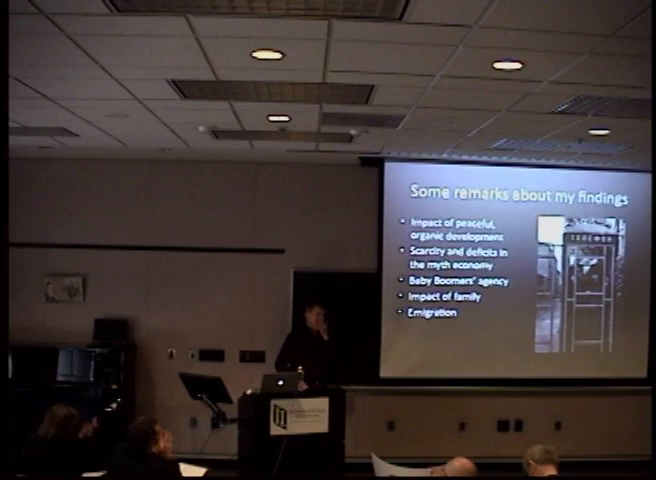 Some remarks about my findings
• Impact of peaceful,
organic development
• Scarcity and deficits in
the myth economy
• Baby Boomers' agency
• Impact of family
• Emigration